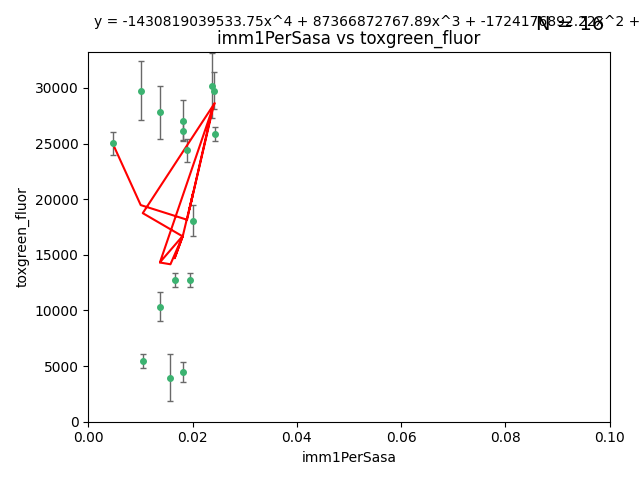 y = -1430819039533.75x^4 + 87366872767.89x^3 + -1724176892.22x^2 +
N = 16
imm1PerSasa vs toxgreen_fluor
30000
25000
20000
15000
10000
5000
0
toxgreen_fluor
0.00 0.02 0.04 0.06 0.08 0.10
imm1PerSasa